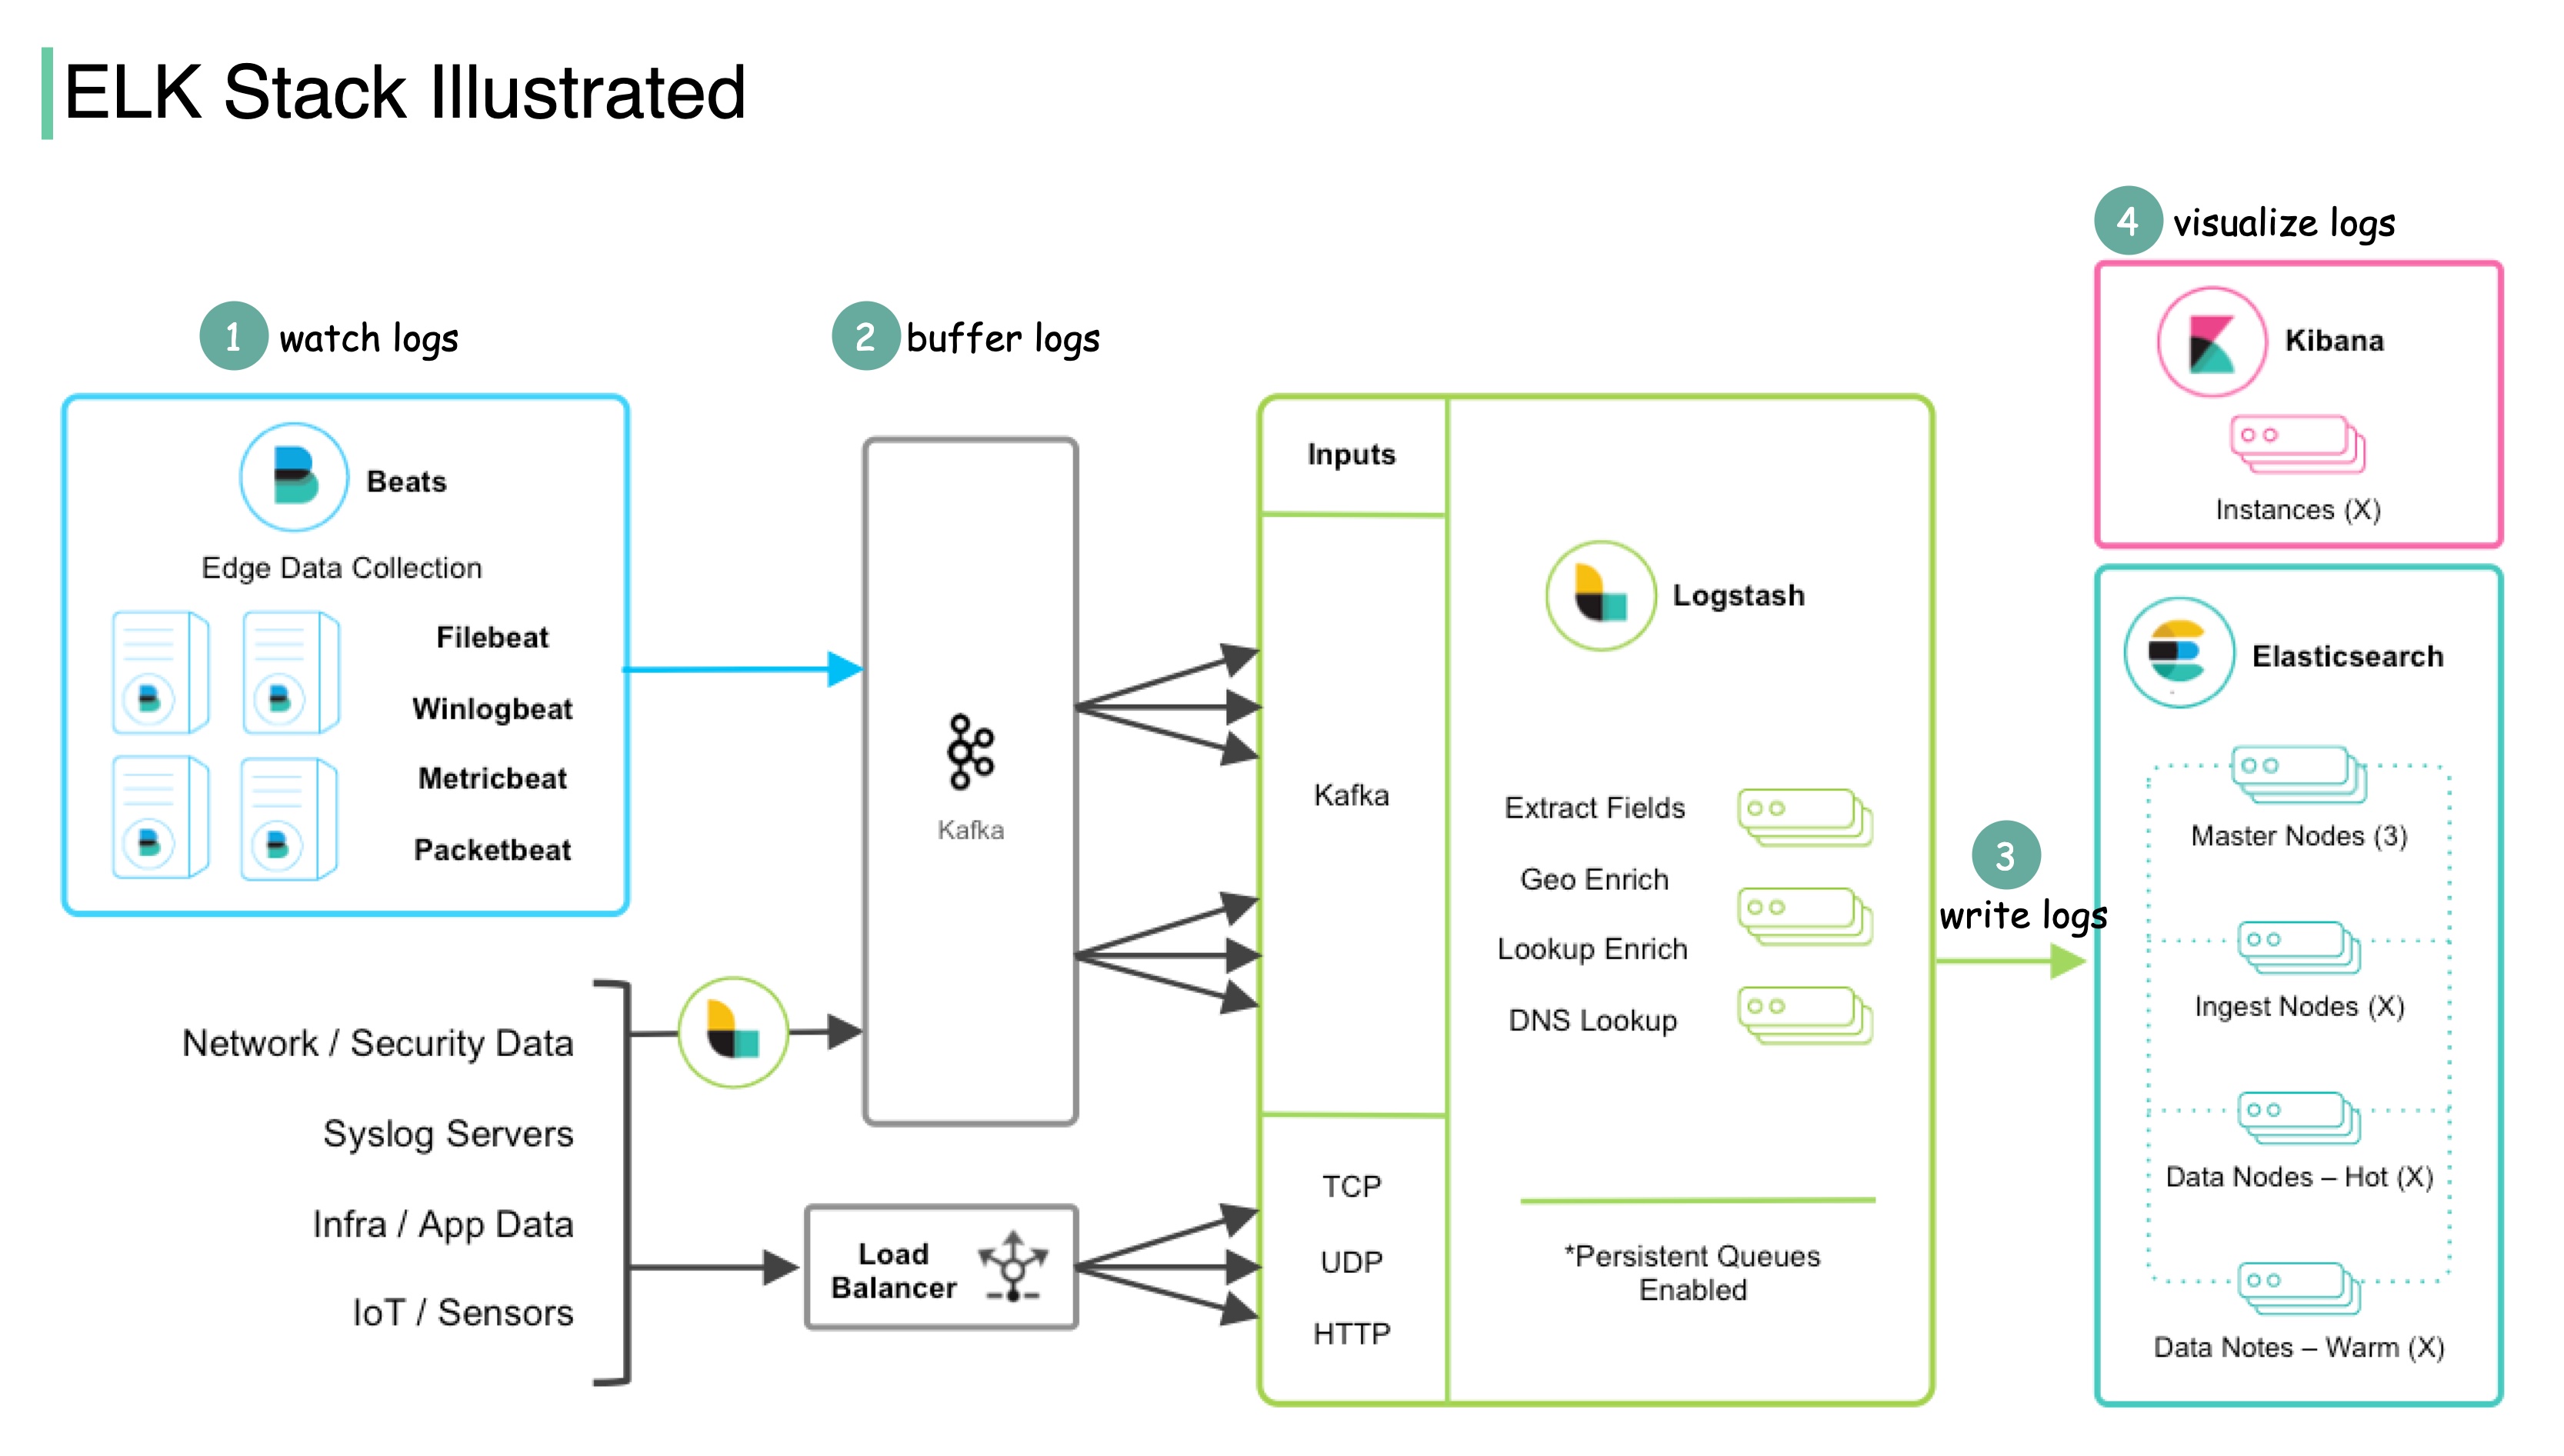 ELK Stack Illustrated
1 watch logs
Beats
Edge Data Collection
Filebeat
Winlogbeat
Metricbeat
Packetbeat
Network / Security Data
Syslog Servers
Infra / App Data
IoT / Sensors
2 buffer logs
Kafka
Load
Balancer
Inputs
Kafka
TCP
UDP
HTTP
Logstash
Extract Fields
Geo Enrich
Lookup Enrich
DNS Lookup
*Persistent Queues
Enabled
3
write logs
4 visualize logs
Kibana
Instances (X)
Elasticsearch
Master Nodes (3)
Ingest Nodes (X)
Data Nodes – Hot (X)
Data Notes – Warm (X)